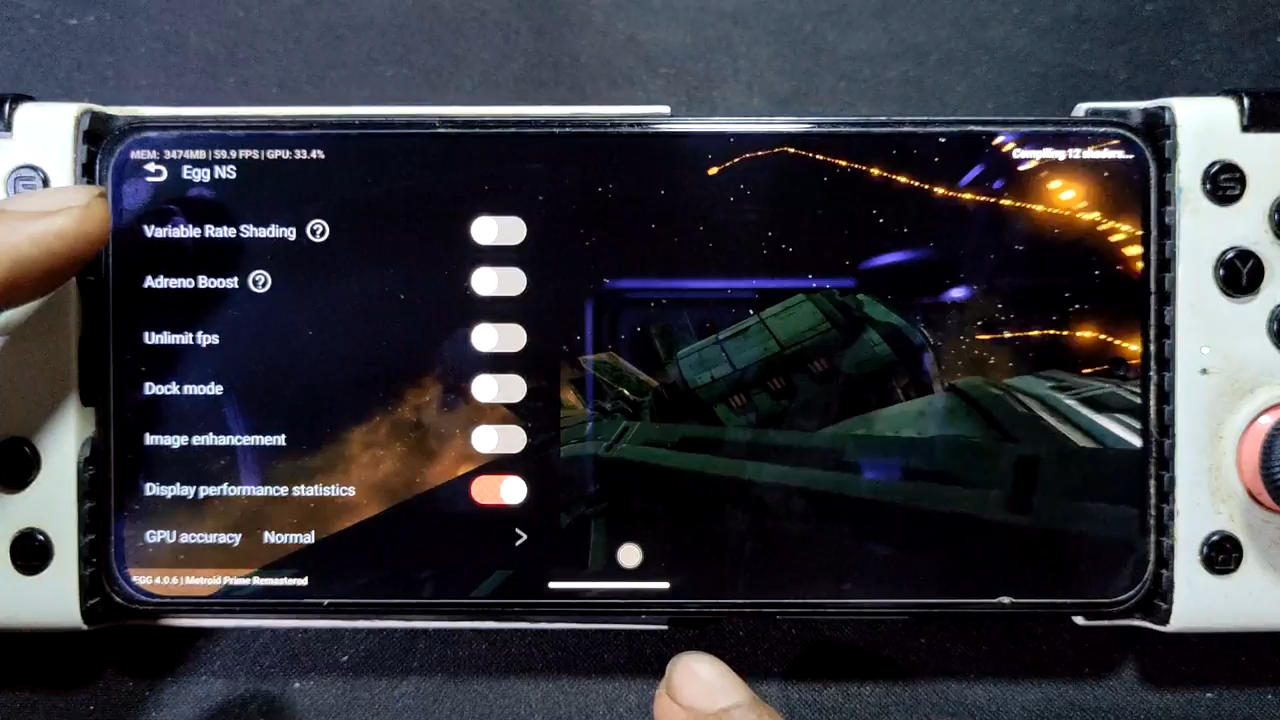 MEM: 3474MB | 59.9 FPS | GPU: 33.4%
Compiling 12 shaders...
Egg NS
Variable Rate Shading ?
Adreno Boost ?
Unlimit fps
Dock mode
Image enhancement
Display performance statistics
GPU accuracy Normal >
EGG 4.0.6 | Metroid Prime Remastered
S
Y